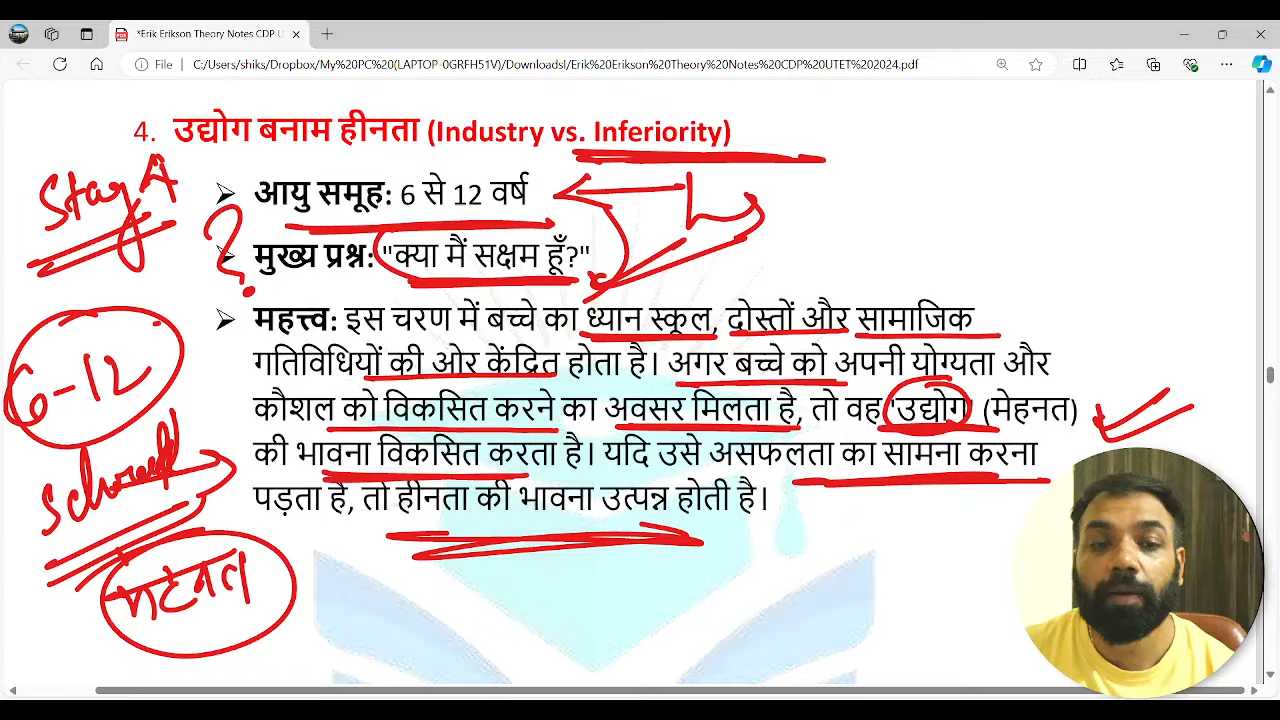 *Erik Erikson Theory Notes CDP U
File
C:/Users/shiks/Dropbox/My%20PC%20(LAPTOP-0GRFH51V)/Downloads/Erik%20Erikson%20Theory%20Notes%20CDP%20UTET%202024.pdf
4. उद्योग बनाम हीनता (Industry vs. Inferiority)
Stage
➢ आयु समूह: 6 से 12 वर्ष
?
➢ मुख्य प्रश्न: "क्या मैं सक्षम हूँ?"
➢ महत्त्व: इस चरण में बच्चे का ध्यान स्कूल, दोस्तों और सामाजिक
गतिविधियों की ओर केंद्रित होता है। अगर बच्चे को अपनी योग्यता और
कौशल को विकसित करने का अवसर मिलता है, तो वह 'उद्योग' (मेहनत)
की भावना विकसित करता है। यदि उसे असफलता का सामना करना
पड़ता है, तो हीनता की भावना उत्पन्न होती है।
6-12
School
मेहनत